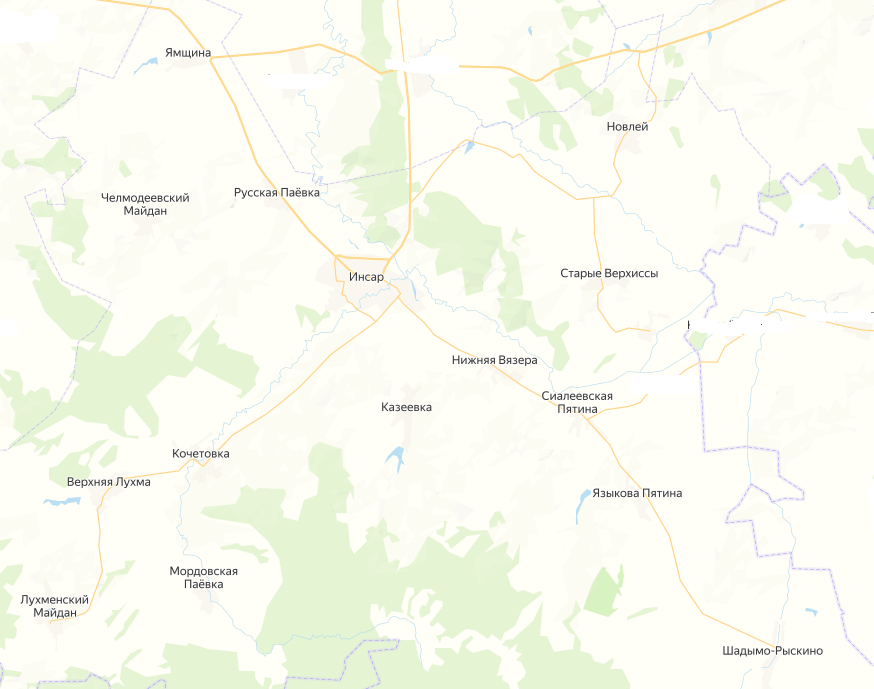 Ямщина
Новлей
Русская Паёвка
Челмодеевский
Майдан
Старые Верхиссы
Инсар
Нижняя Вязера
Сиалеевская
Пятина
Казеевка
Кочетовка
Верхняя Лухма
Языкова Пятина
Мордовская
Паёвка
Лухменский
Майдан
Шадымо-Рыскино